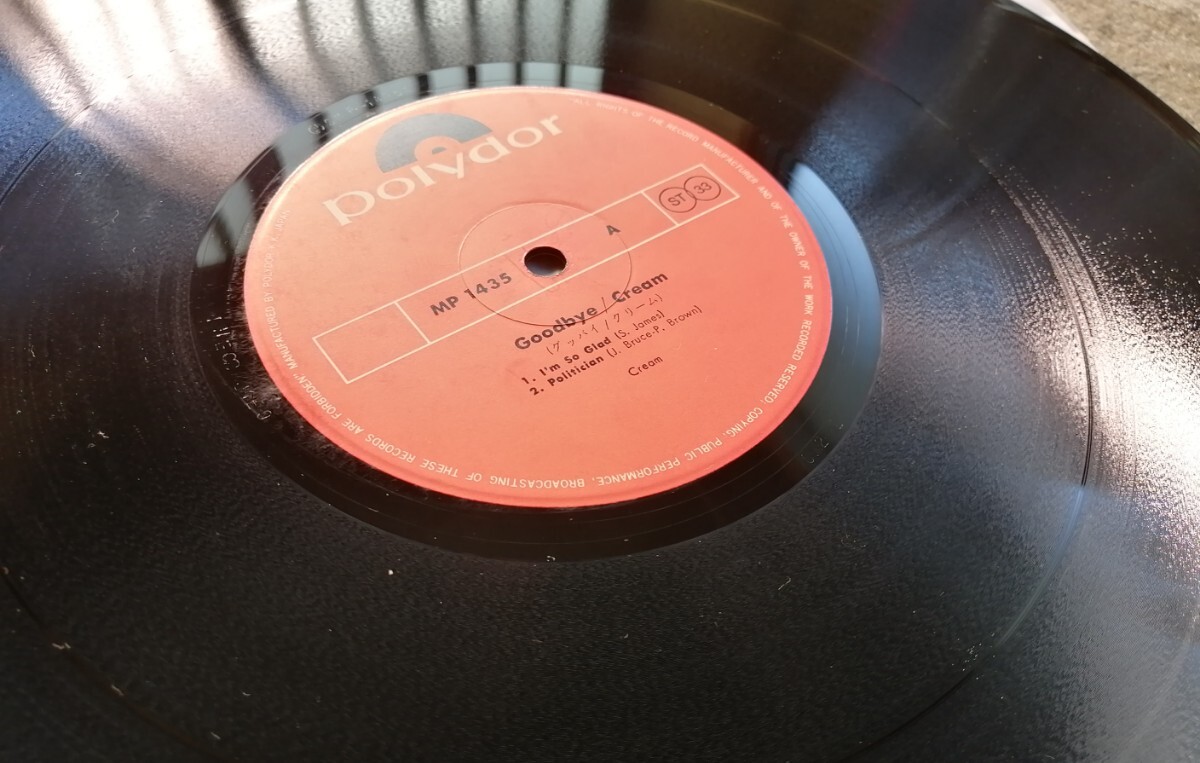 polydor
ST 33
MP 1435 A
Goodbye / Cream
(グッバイ / クリーム)
1. I'm So Glad (S. James)
2. Politician (J. Bruce-P. Brown)
Cream
ALL RIGHTS OF THE RECORD MANUFACTURER AND OF THE OWNER OF THE WORK RECORDED RESERVED. COPYING, PUBLIC PERFORMANCE, BROADCASTING OF THESE RECORDS ARE FORBIDDEN" MANUFACTURED BY POLYDOR